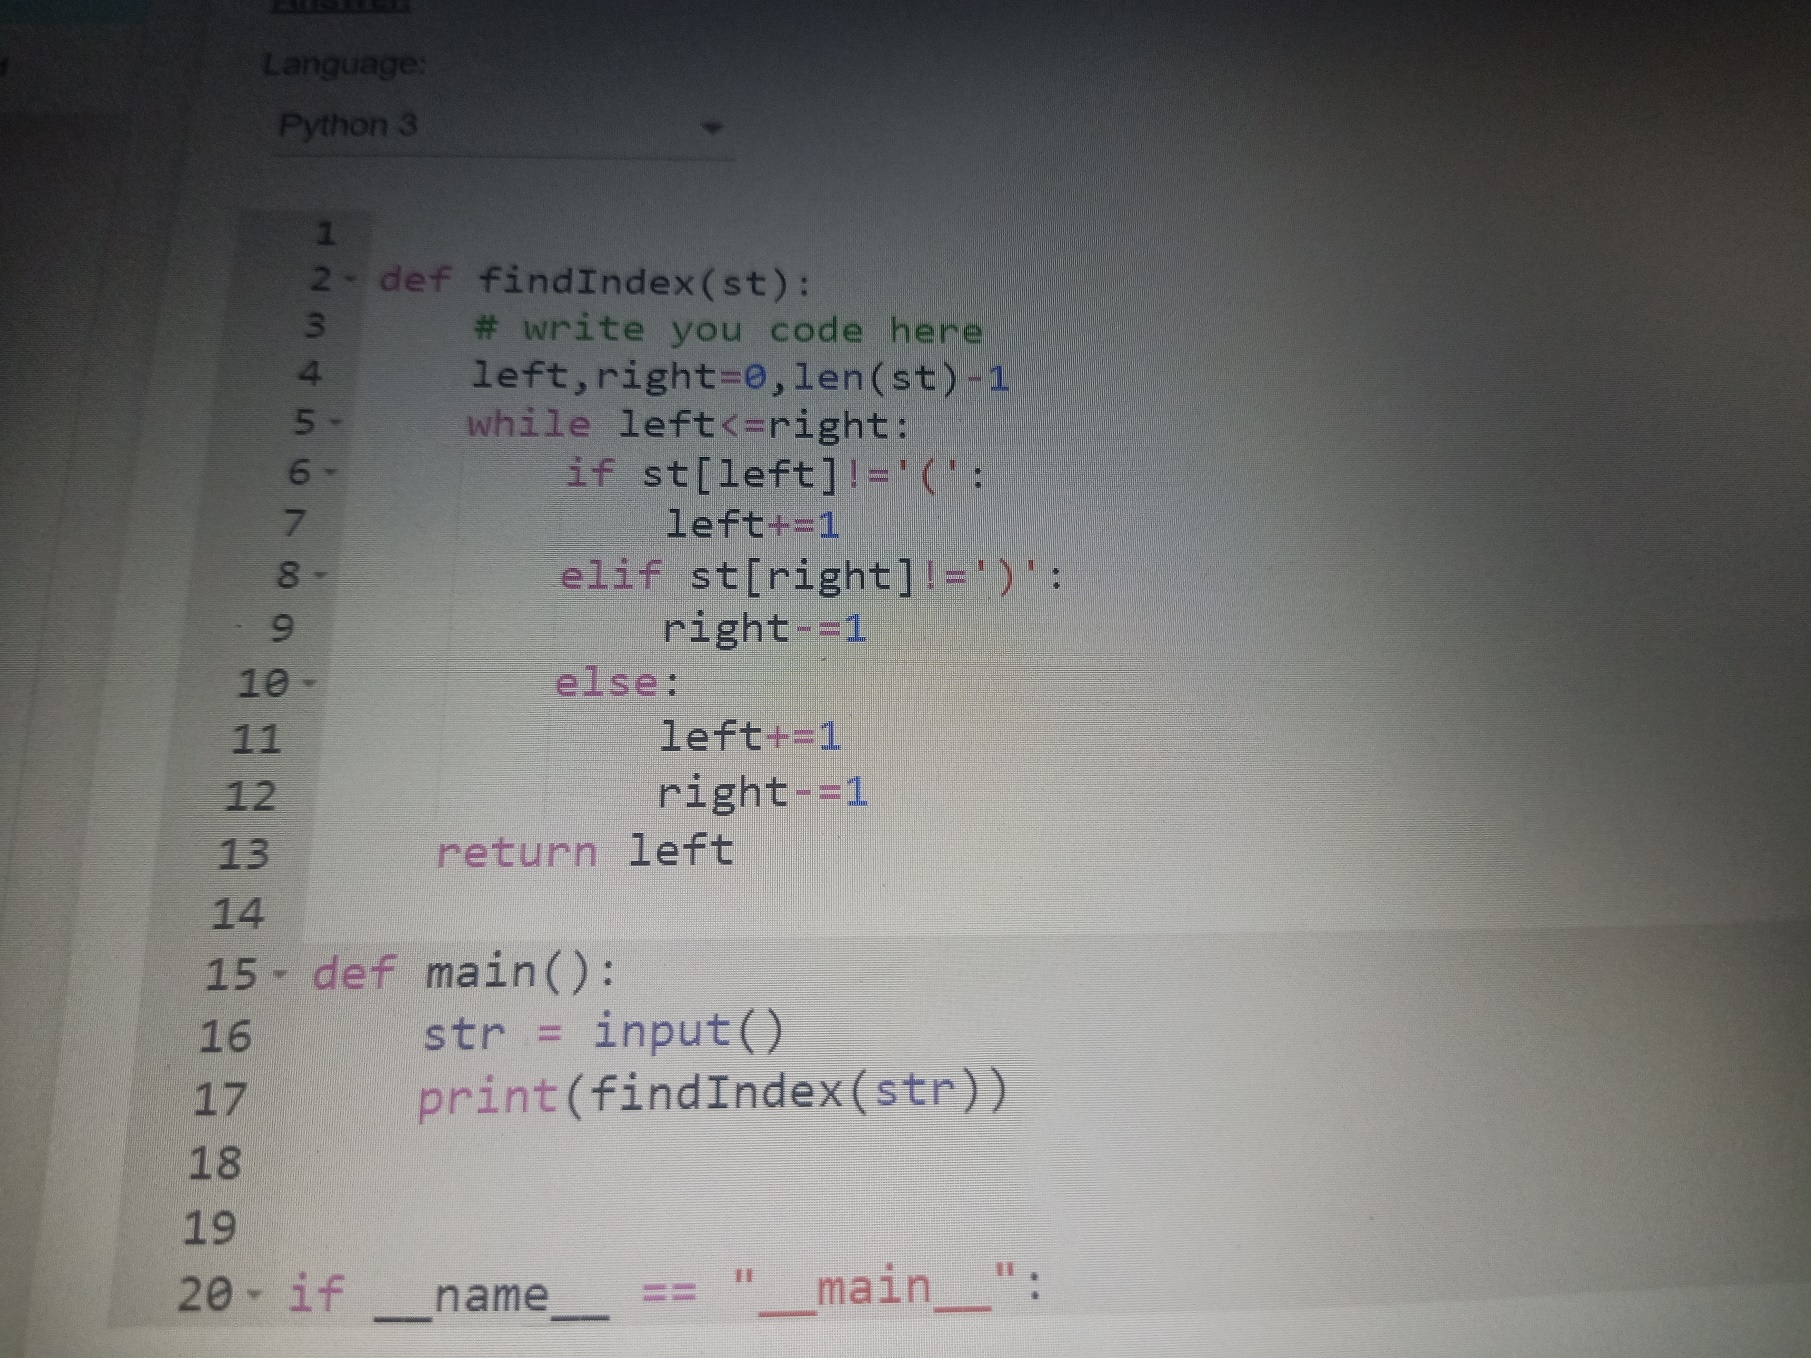 Answer:
Language:
Python 3
1
2 def findIndex(st):
3 # write you code here
4 left,right=0,len(st)-1
5 while left<=right:
6 if st[left]!='(':
7 left+=1
8 elif st[right]!=')':
9 right-=1
10 else:
11 left+=1
12 right-=1
13 return left
14
15 def main():
16 str = input()
17 print(findIndex(str))
18
19
20 if __name__ == "__main__":